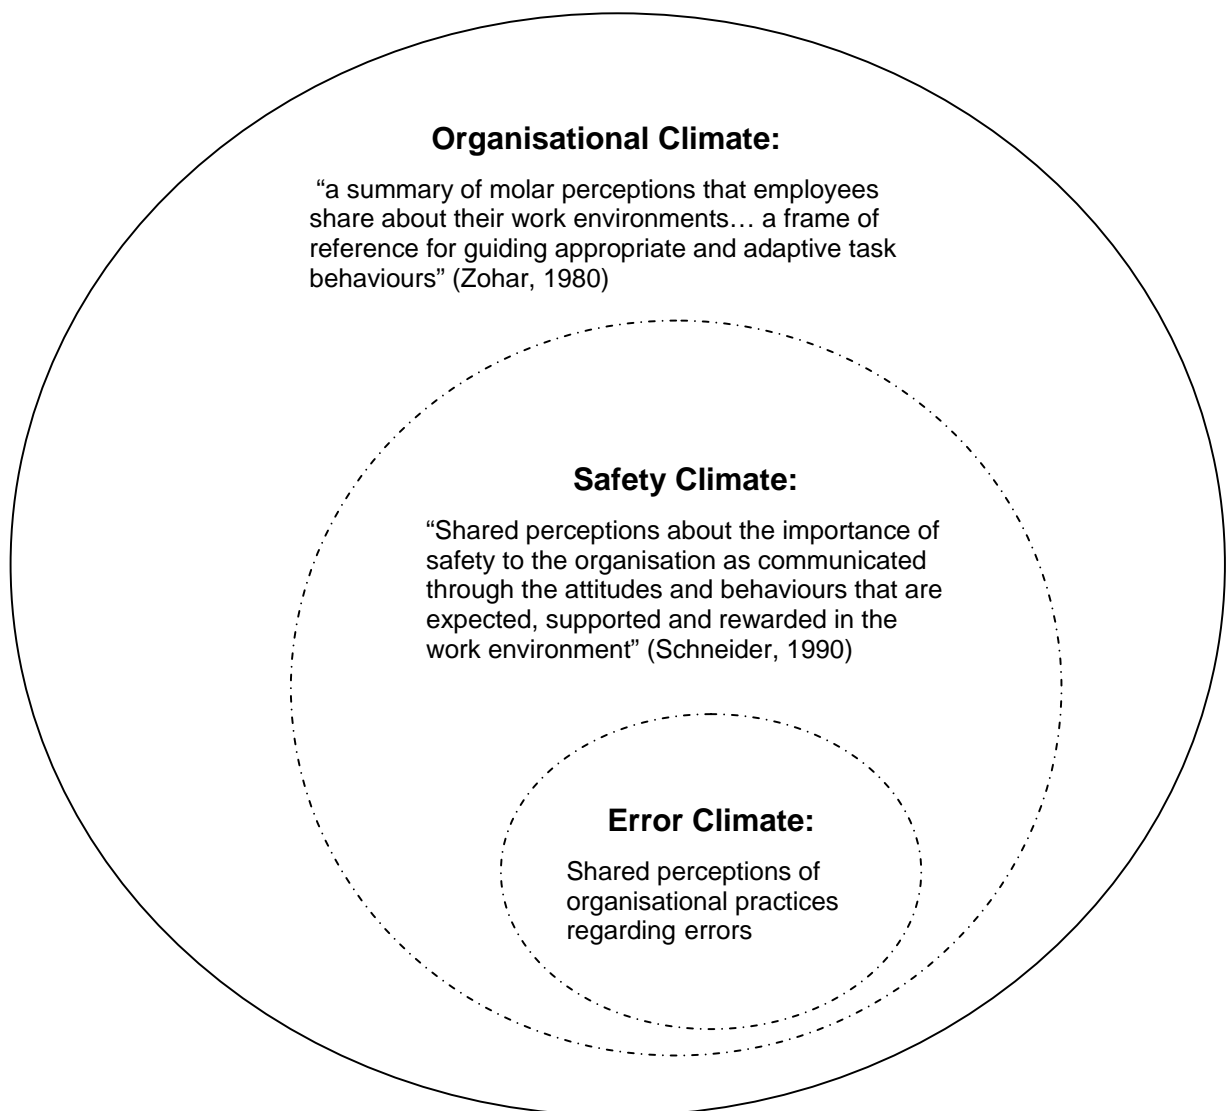 Organisational Climate:
“a summary of molar perceptions that employees
share about their work environments… a frame of
reference for guiding appropriate and adaptive task
behaviours” (Zohar, 1980)
Safety Climate:
“Shared perceptions about the importance of
safety to the organisation as communicated
through the attitudes and behaviours that are
expected, supported and rewarded in the
work environment” (Schneider, 1990)
Error Climate:
Shared perceptions of
organisational practices
regarding errors